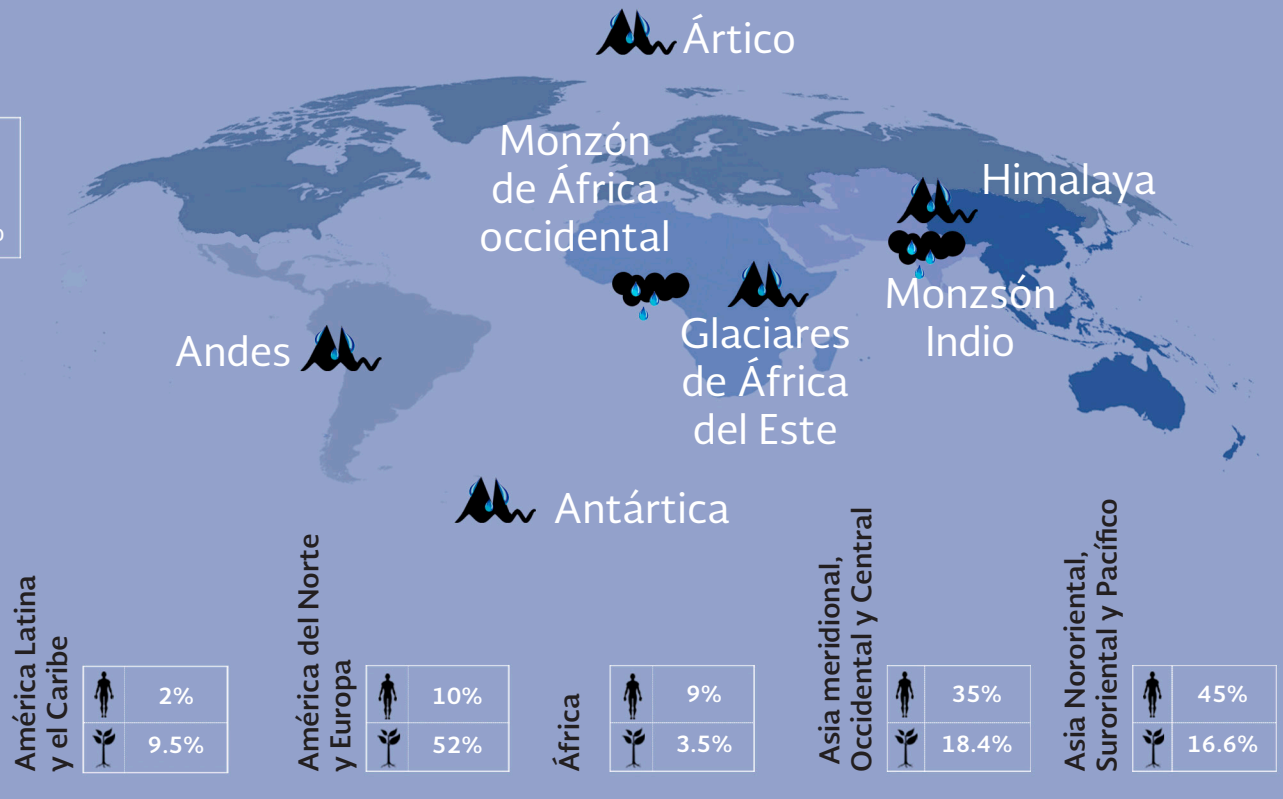 Ártico
Monzón
de África
occidental
Himalaya
Monzsón
Indio
Glaciares
de África
del Este
Andes
Antártica
América Latina
y el Caribe
2%
9.5%
América del Norte
y Europa
10%
52%
África
9%
3.5%
Asia meridional,
Occidental y Central
35%
18.4%
Asia Nororiental,
Suroriental y Pacífico
45%
16.6%